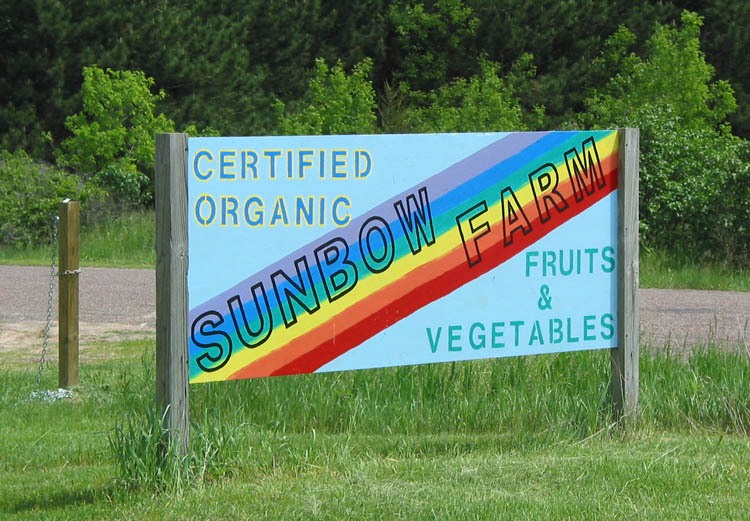 CERTIFIED
ORGANIC
SUNBOW FARM
FRUITS
&
VEGETABLES